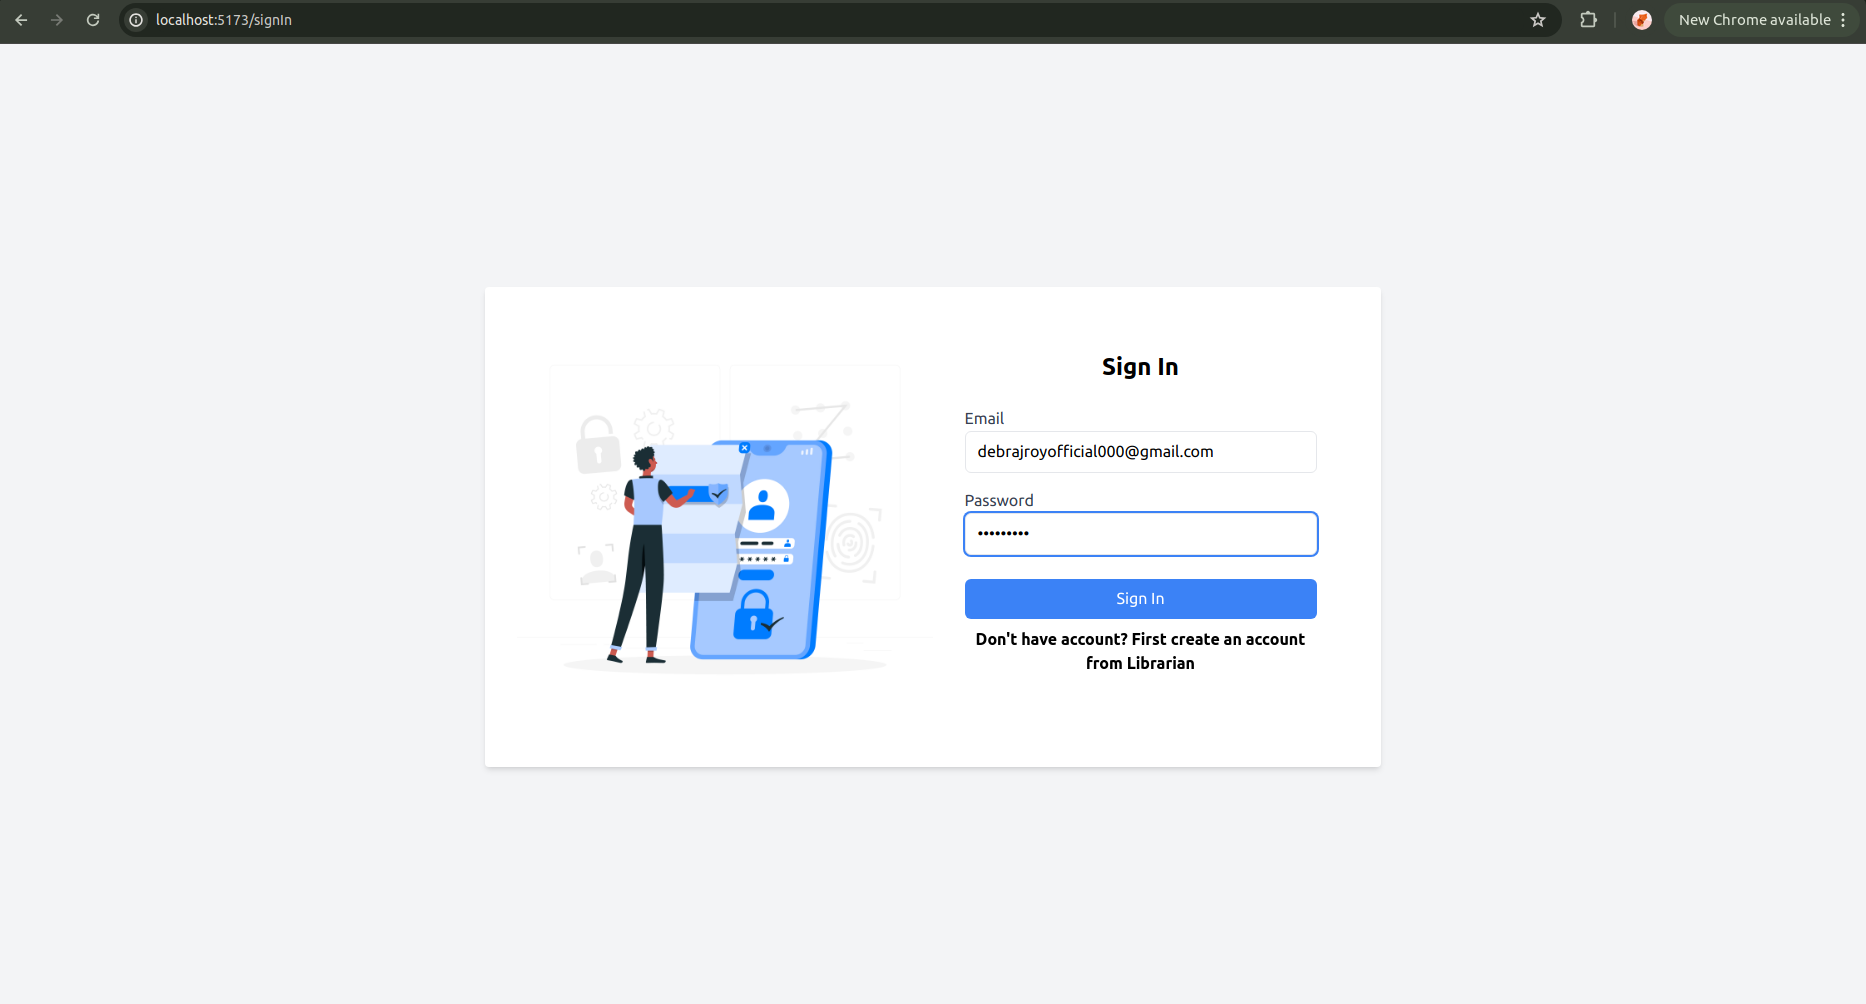 localhost:5173/signIn
New Chrome available
Sign In
Email
debrajroyofficial000@gmail.com
Password
•••••••••
Sign In
Don't have account? First create an account
from Librarian